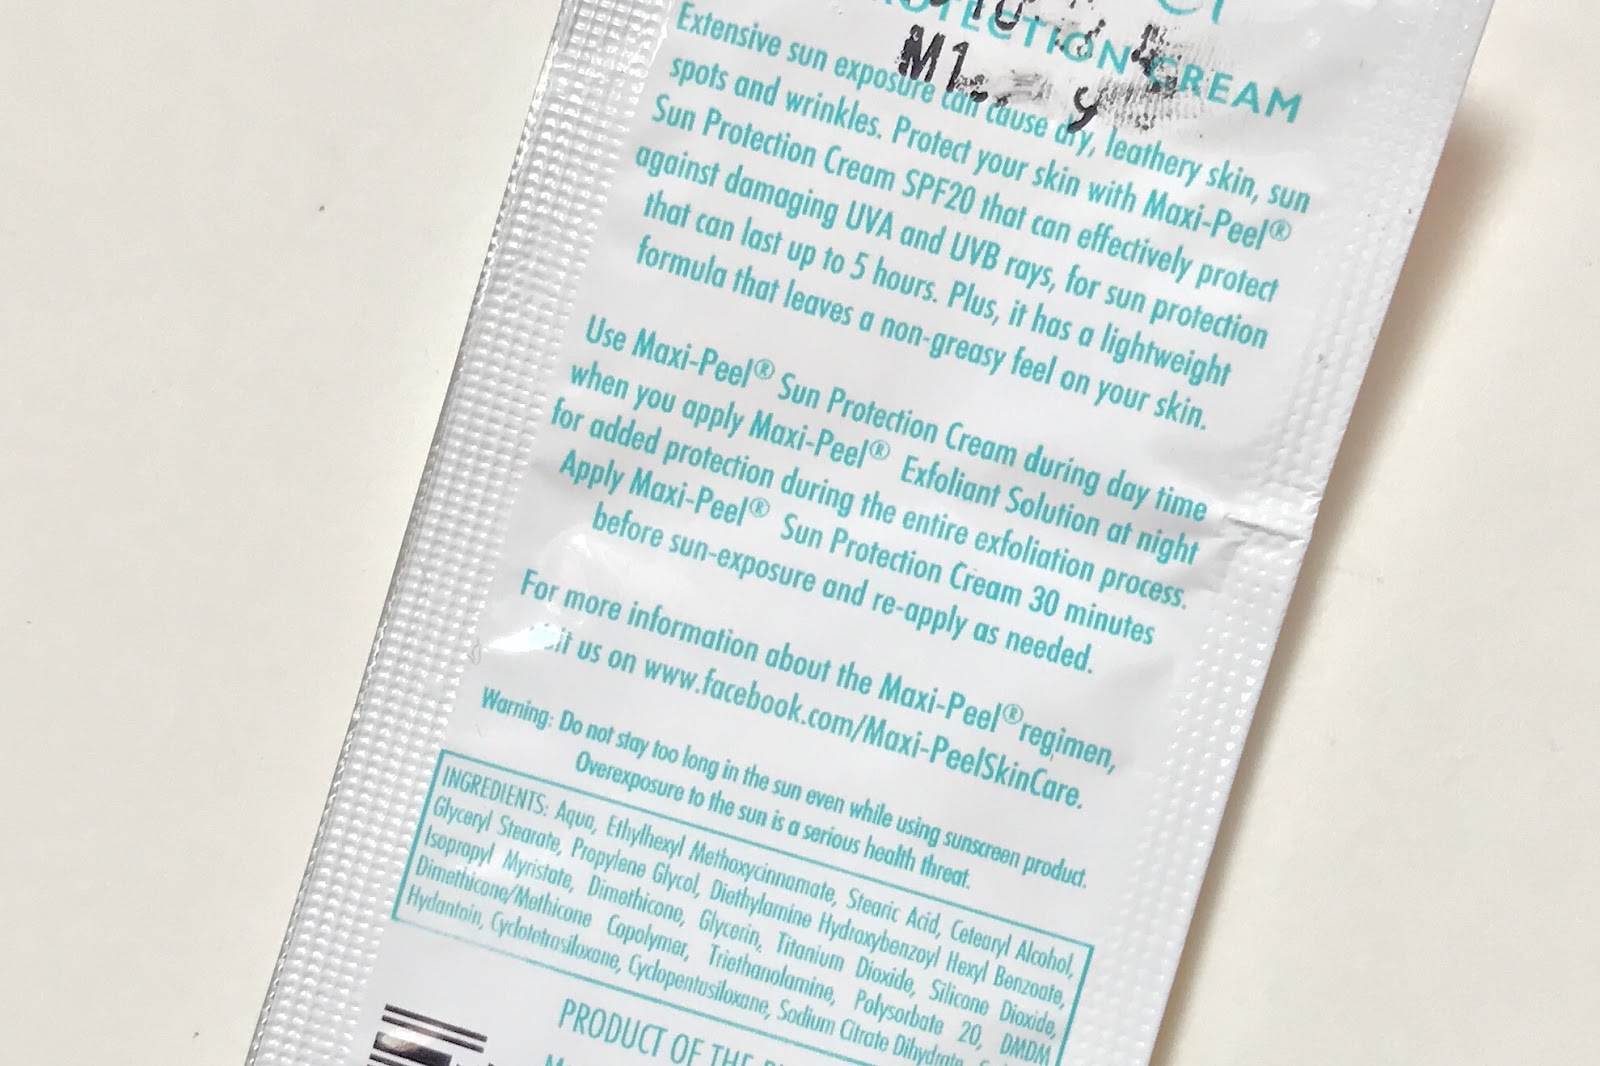 CREAM
Extensive sun exposure can cause dry, leathery skin, sun
spots and wrinkles. Protect your skin with Maxi-Peel®
Sun Protection Cream SPF20 that can effectively protect
against damaging UVA and UVB rays, for sun protection
that can last up to 5 hours. Plus, it has a lightweight
formula that leaves a non-greasy feel on your skin.
Use Maxi-Peel® Sun Protection Cream during day time
when you apply Maxi-Peel® Exfoliant Solution at night
for added protection during the entire exfoliation process.
Apply Maxi-Peel® Sun Protection Cream 30 minutes
before sun-exposure and re-apply as needed.
For more information about the Maxi-Peel® regimen,
us on www.facebook.com/Maxi-PeelSkinCare.
Warning: Do not stay too long in the sun even while using sunscreen product.
Overexposure to the sun is a serious health threat.
INGREDIENTS: Aqua, Ethylhexyl Methoxycinnamate, Stearic Acid, Cetearyl Alcohol,
Glyceryl Stearate, Propylene Glycol, Diethylamine Hydroxybenzoyl Hexyl Benzoate,
Isopropyl Myristate, Dimethicone, Glycerin, Titanium Dioxide, Silicone Dioxide,
Dimethicone/Methicone Copolymer, Triethanolamine, Polysorbate 20, DMDM
Hydantoin, Cyclotetrasiloxane, Cyclopentasiloxane, Sodium Citrate Dihydrate,
PRODUCT OF THE